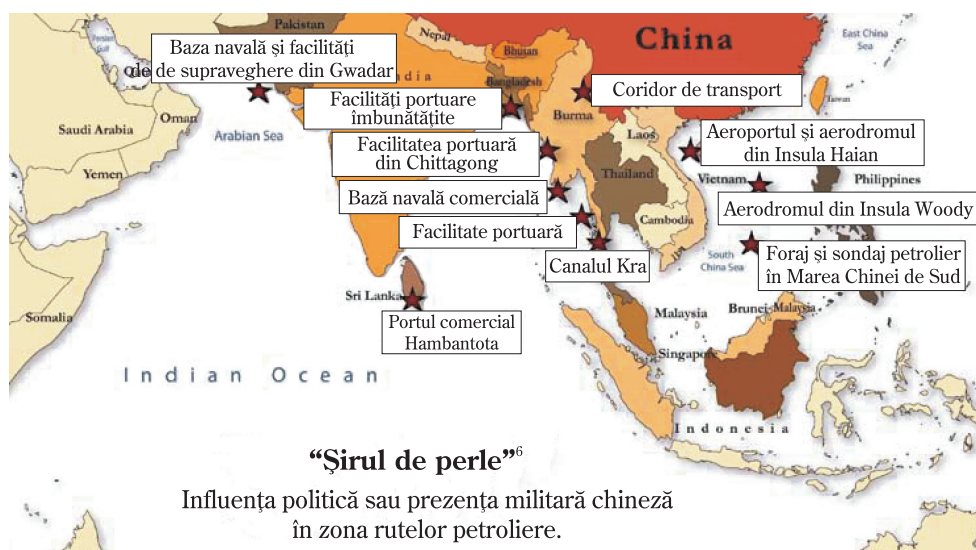 Pakistan
China
East China
Sea
Nepal
Bhutan
Persian
Gulf
Baza navală și facilități
de supraveghere din Gwadar
Bangladesh
Taiwan
Facilități portuare
îmbunătățite
Coridor de transport
Burma
Oman
Saudi Arabia
Arabian Sea
Laos
Facilitatea portuară
din Chittagong
Aeroportul și aerodromul
din Insula Haian
Yemen
Thailand
Vietnam
Philippines
Bază navală comercială
Aerodromul din Insula Woody
Cambodia
Facilitate portuară
South
China Sea
Foraj și sondaj petrolier
în Marea Chinei de Sud
Canalul Kra
Sri Lanka
Somalia
Portul comercial
Hambantota
Malaysia
Brunei
Malaysia
Singapore
Indian Ocean
Indonesia
“Șirul de perle”6
Influența politică sau prezența militară chineză
în zona rutelor petroliere.